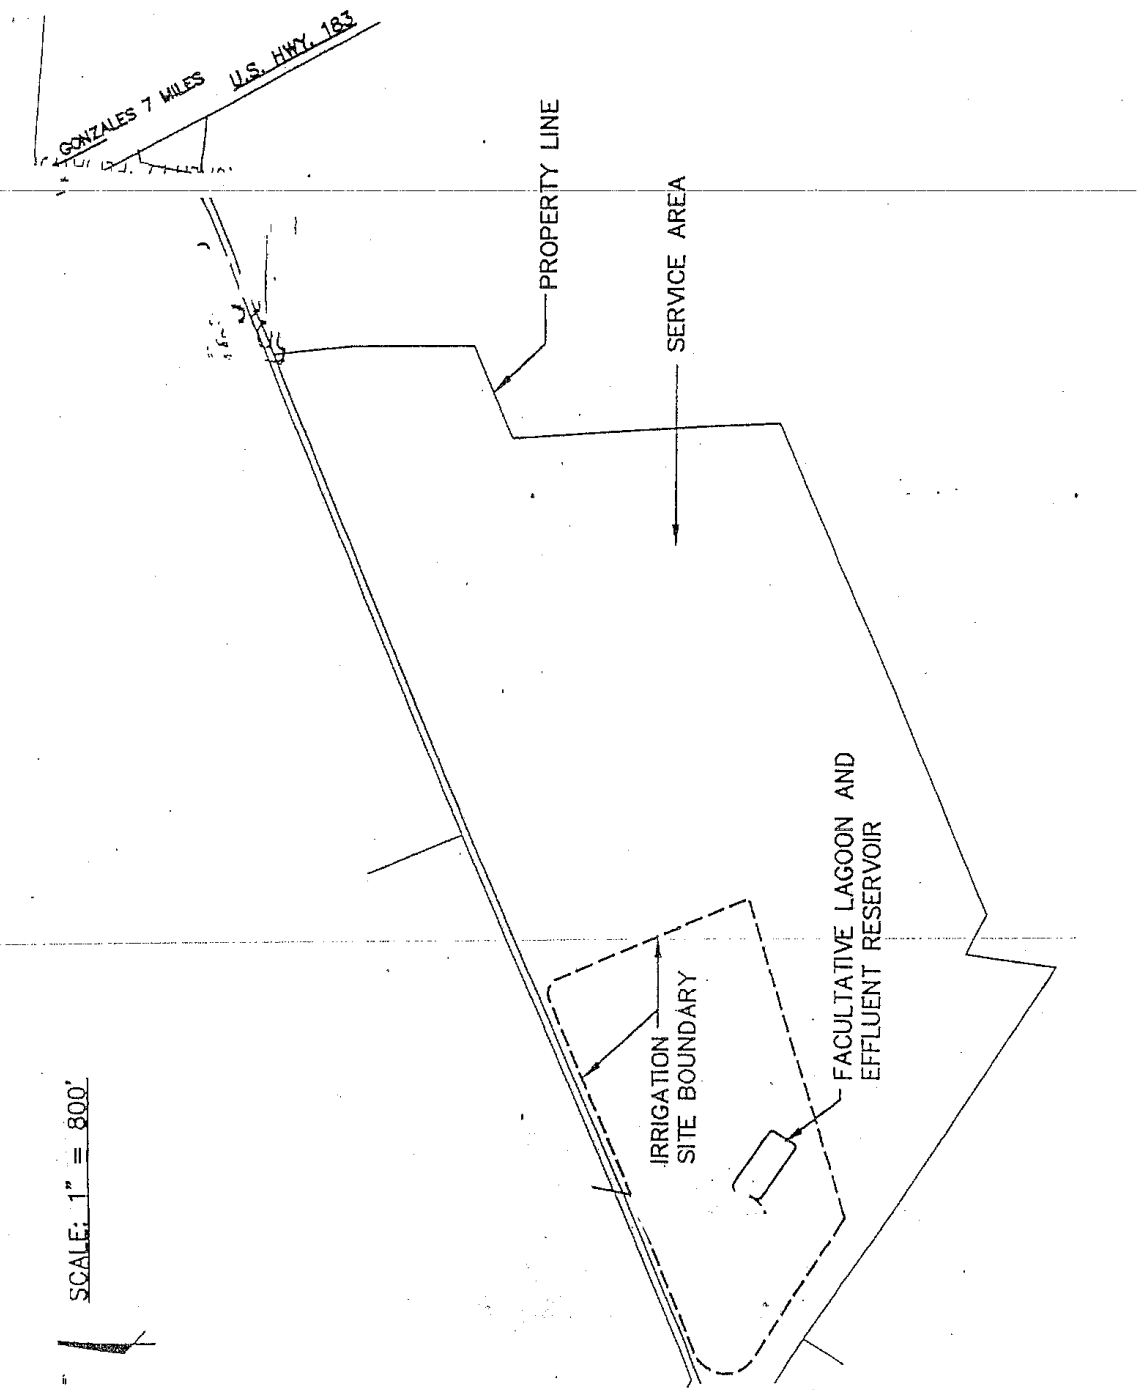 GONZALES 7 MILES
U.S. HWY. 183
PROPERTY LINE
SERVICE AREA
FACULTATIVE LAGOON AND
EFFLUENT RESERVOIR
IRRIGATION
SITE BOUNDARY
SCALE: 1" = 800'